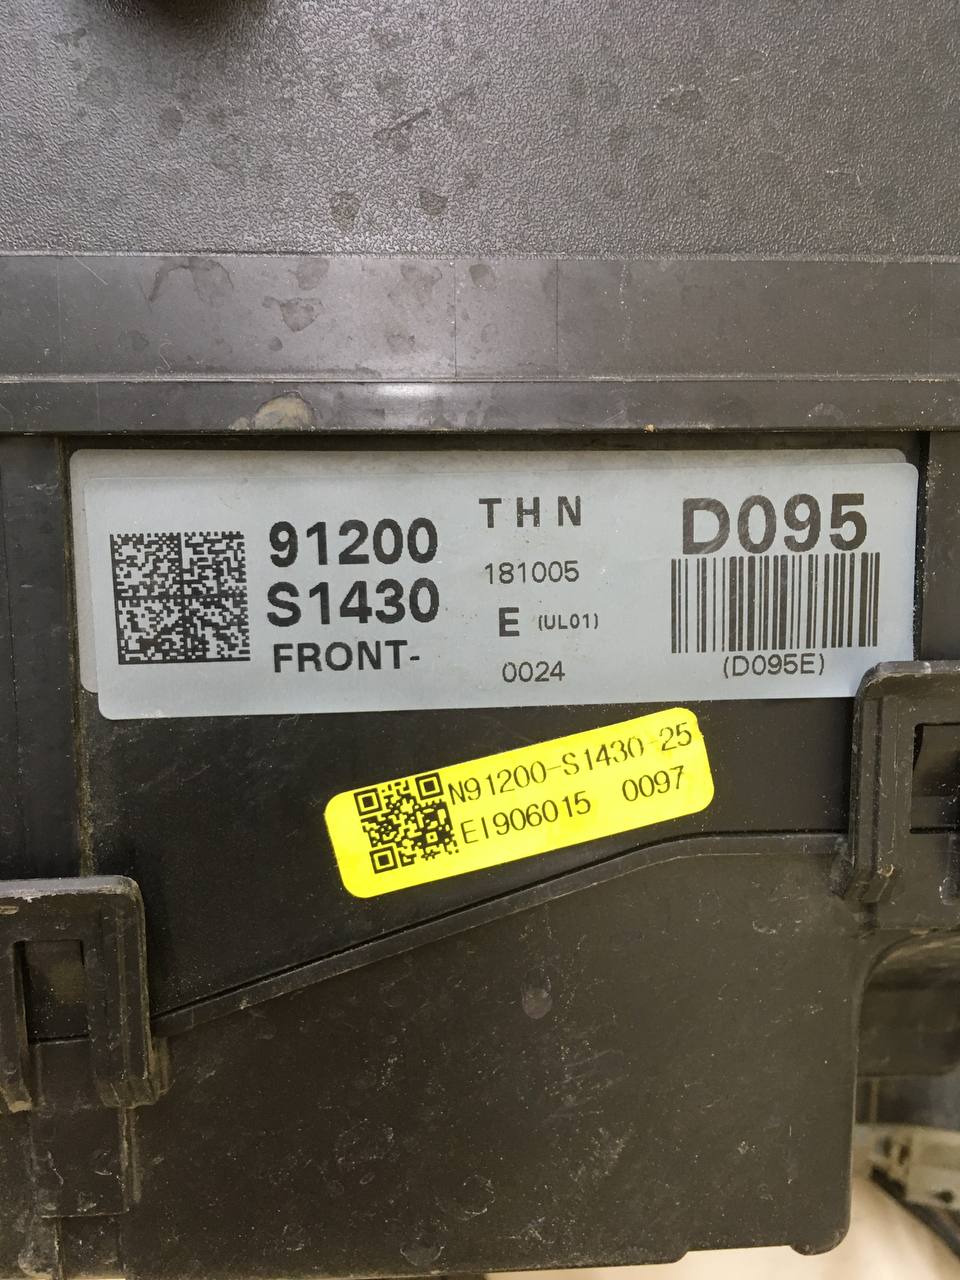 91200
S1430
FRONT-
THN
181005
E (UL01)
0024
D095
(D095E)
N91200-S1430-25
EI906015 0097